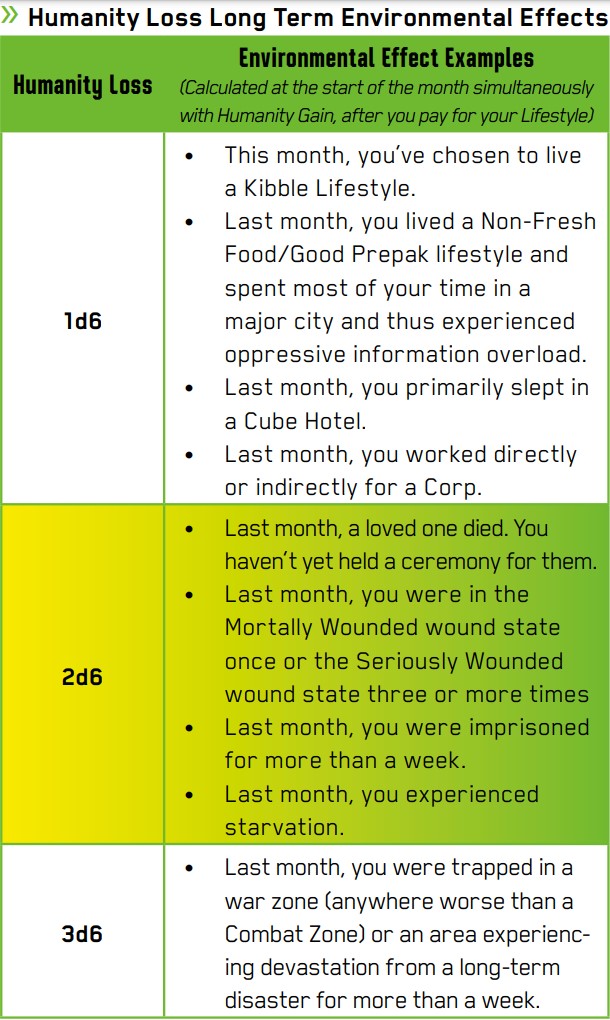 » Humanity Loss Long Term Environmental Effects
Humanity Loss
Environmental Effect Examples
(Calculated at the start of the month simultaneously
with Humanity Gain, after you pay for your Lifestyle)
1d6
• This month, you’ve chosen to live
a Kibble Lifestyle.
• Last month, you lived a Non-Fresh
Food/Good Prepak lifestyle and
spent most of your time in a
major city and thus experienced
oppressive information overload.
• Last month, you primarily slept in
a Cube Hotel.
• Last month, you worked directly
or indirectly for a Corp.
2d6
• Last month, a loved one died. You
haven’t yet held a ceremony for them.
• Last month, you were in the
Mortally Wounded wound state
once or the Seriously Wounded
wound state three or more times
• Last month, you were imprisoned
for more than a week.
• Last month, you experienced
starvation.
3d6
• Last month, you were trapped in a
war zone (anywhere worse than a
Combat Zone) or an area experienc-
ing devastation from a long-term
disaster for more than a week.